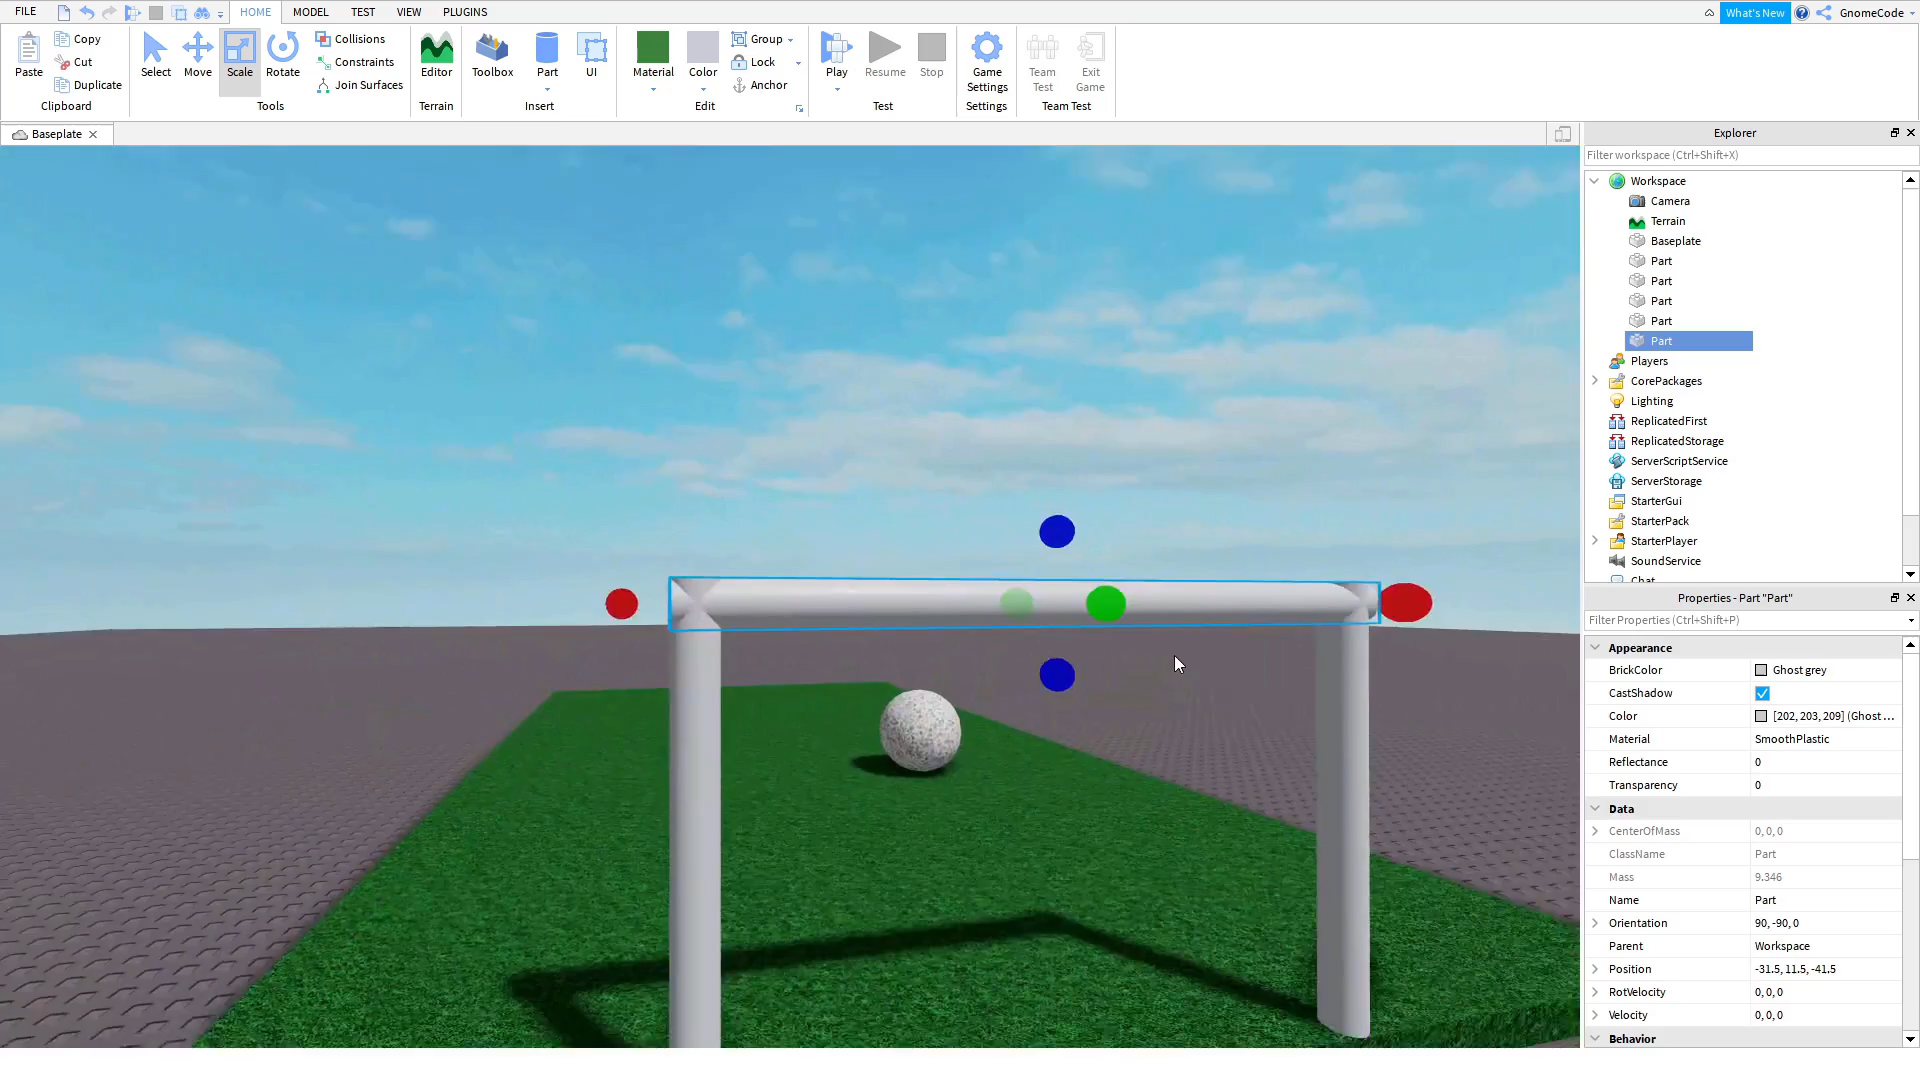 FILE HOME MODEL TEST VIEW PLUGINS What's New GnomeCode
Paste Copy Cut Duplicate
Clipboard
Select Move Scale Rotate Collisions Constraints Join Surfaces
Tools
Editor
Terrain
Toolbox Part UI
Insert
Material Color Group Lock Anchor
Edit
Play Resume Stop
Test
Game Settings
Settings
Team Test Exit Game
Team Test
Baseplate
Explorer
Filter workspace (Ctrl+Shift+X)
Workspace
Camera
Terrain
Baseplate
Part
Part
Part
Part
Part
Players
CorePackages
Lighting
ReplicatedFirst
ReplicatedStorage
ServerScriptService
ServerStorage
StarterGui
StarterPack
StarterPlayer
SoundService
Chat
Properties - Part "Part"
Filter Properties (Ctrl+Shift+P)
Appearance
BrickColor Ghost grey
CastShadow
Color [202, 203, 209] (Ghost ...
Material SmoothPlastic
Reflectance 0
Transparency 0
Data
CenterOfMass 0, 0, 0
ClassName Part
Mass 9.346
Name Part
Orientation 90, -90, 0
Parent Workspace
Position -31.5, 11.5, -41.5
RotVelocity 0, 0, 0
Velocity 0, 0, 0
Behavior